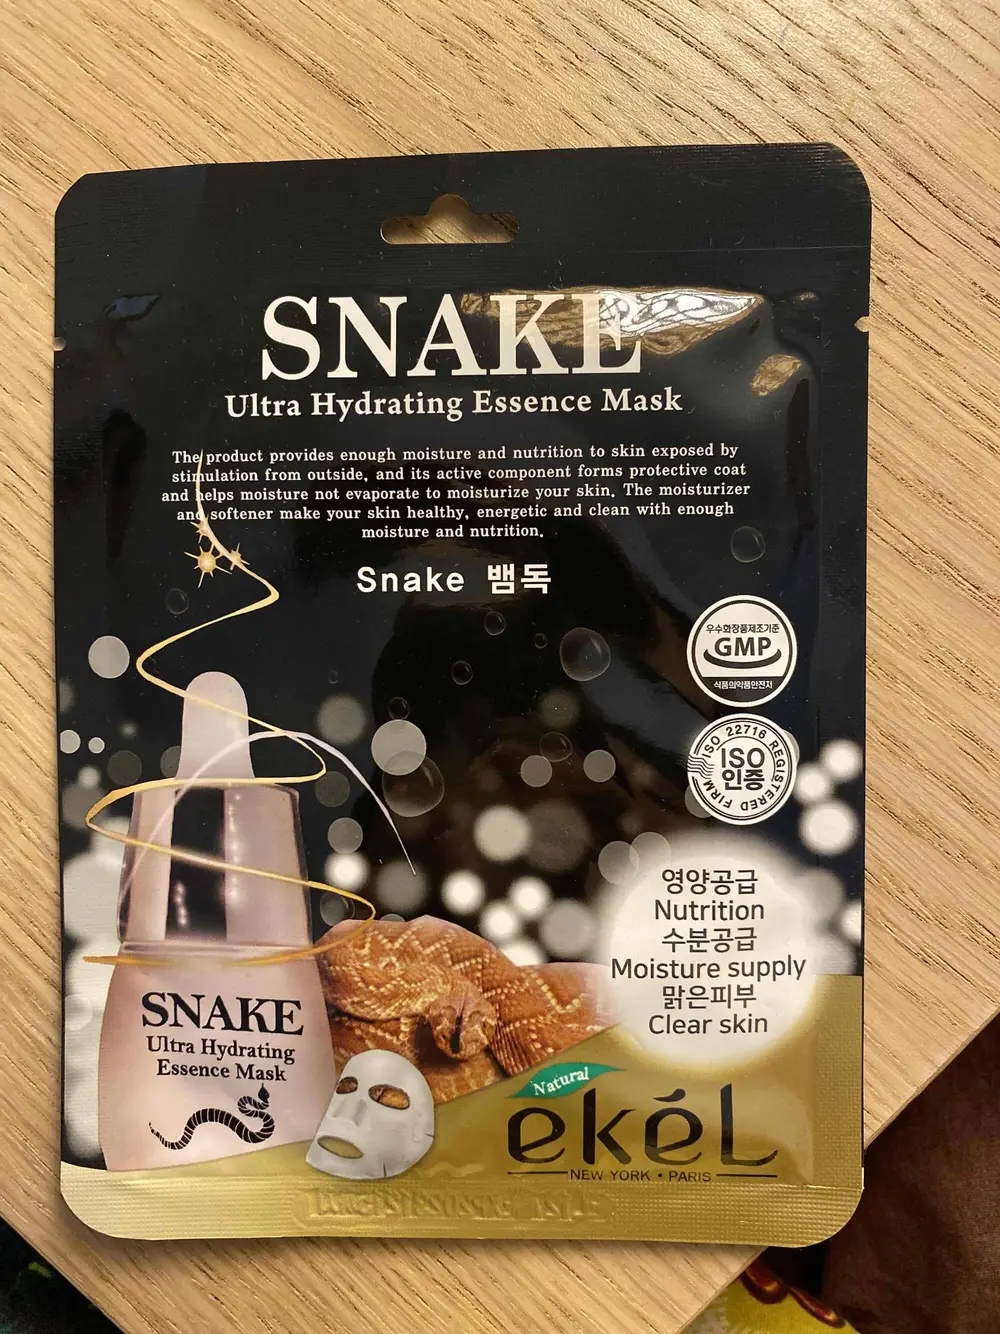 SNAKE
Ultra Hydrating Essence Mask
The product provides enough moisture and nutrition to skin exposed by
stimulation from outside, and its active component forms protective coat
and helps moisture not evaporate to moisturize your skin. The moisturizer
and softener make your skin healthy, energetic and clean with enough
moisture and nutrition.
Snake 뱀독
우수화장품제조기준
GMP
식품의약품안전처
ISO 22716 REGISTERED FIRM
ISO
인증
영양공급
Nutrition
수분공급
Moisture supply
맑은피부
Clear skin
SNAKE
Ultra Hydrating
Essence Mask
Natural
ekéL
NEW YORK • PARIS